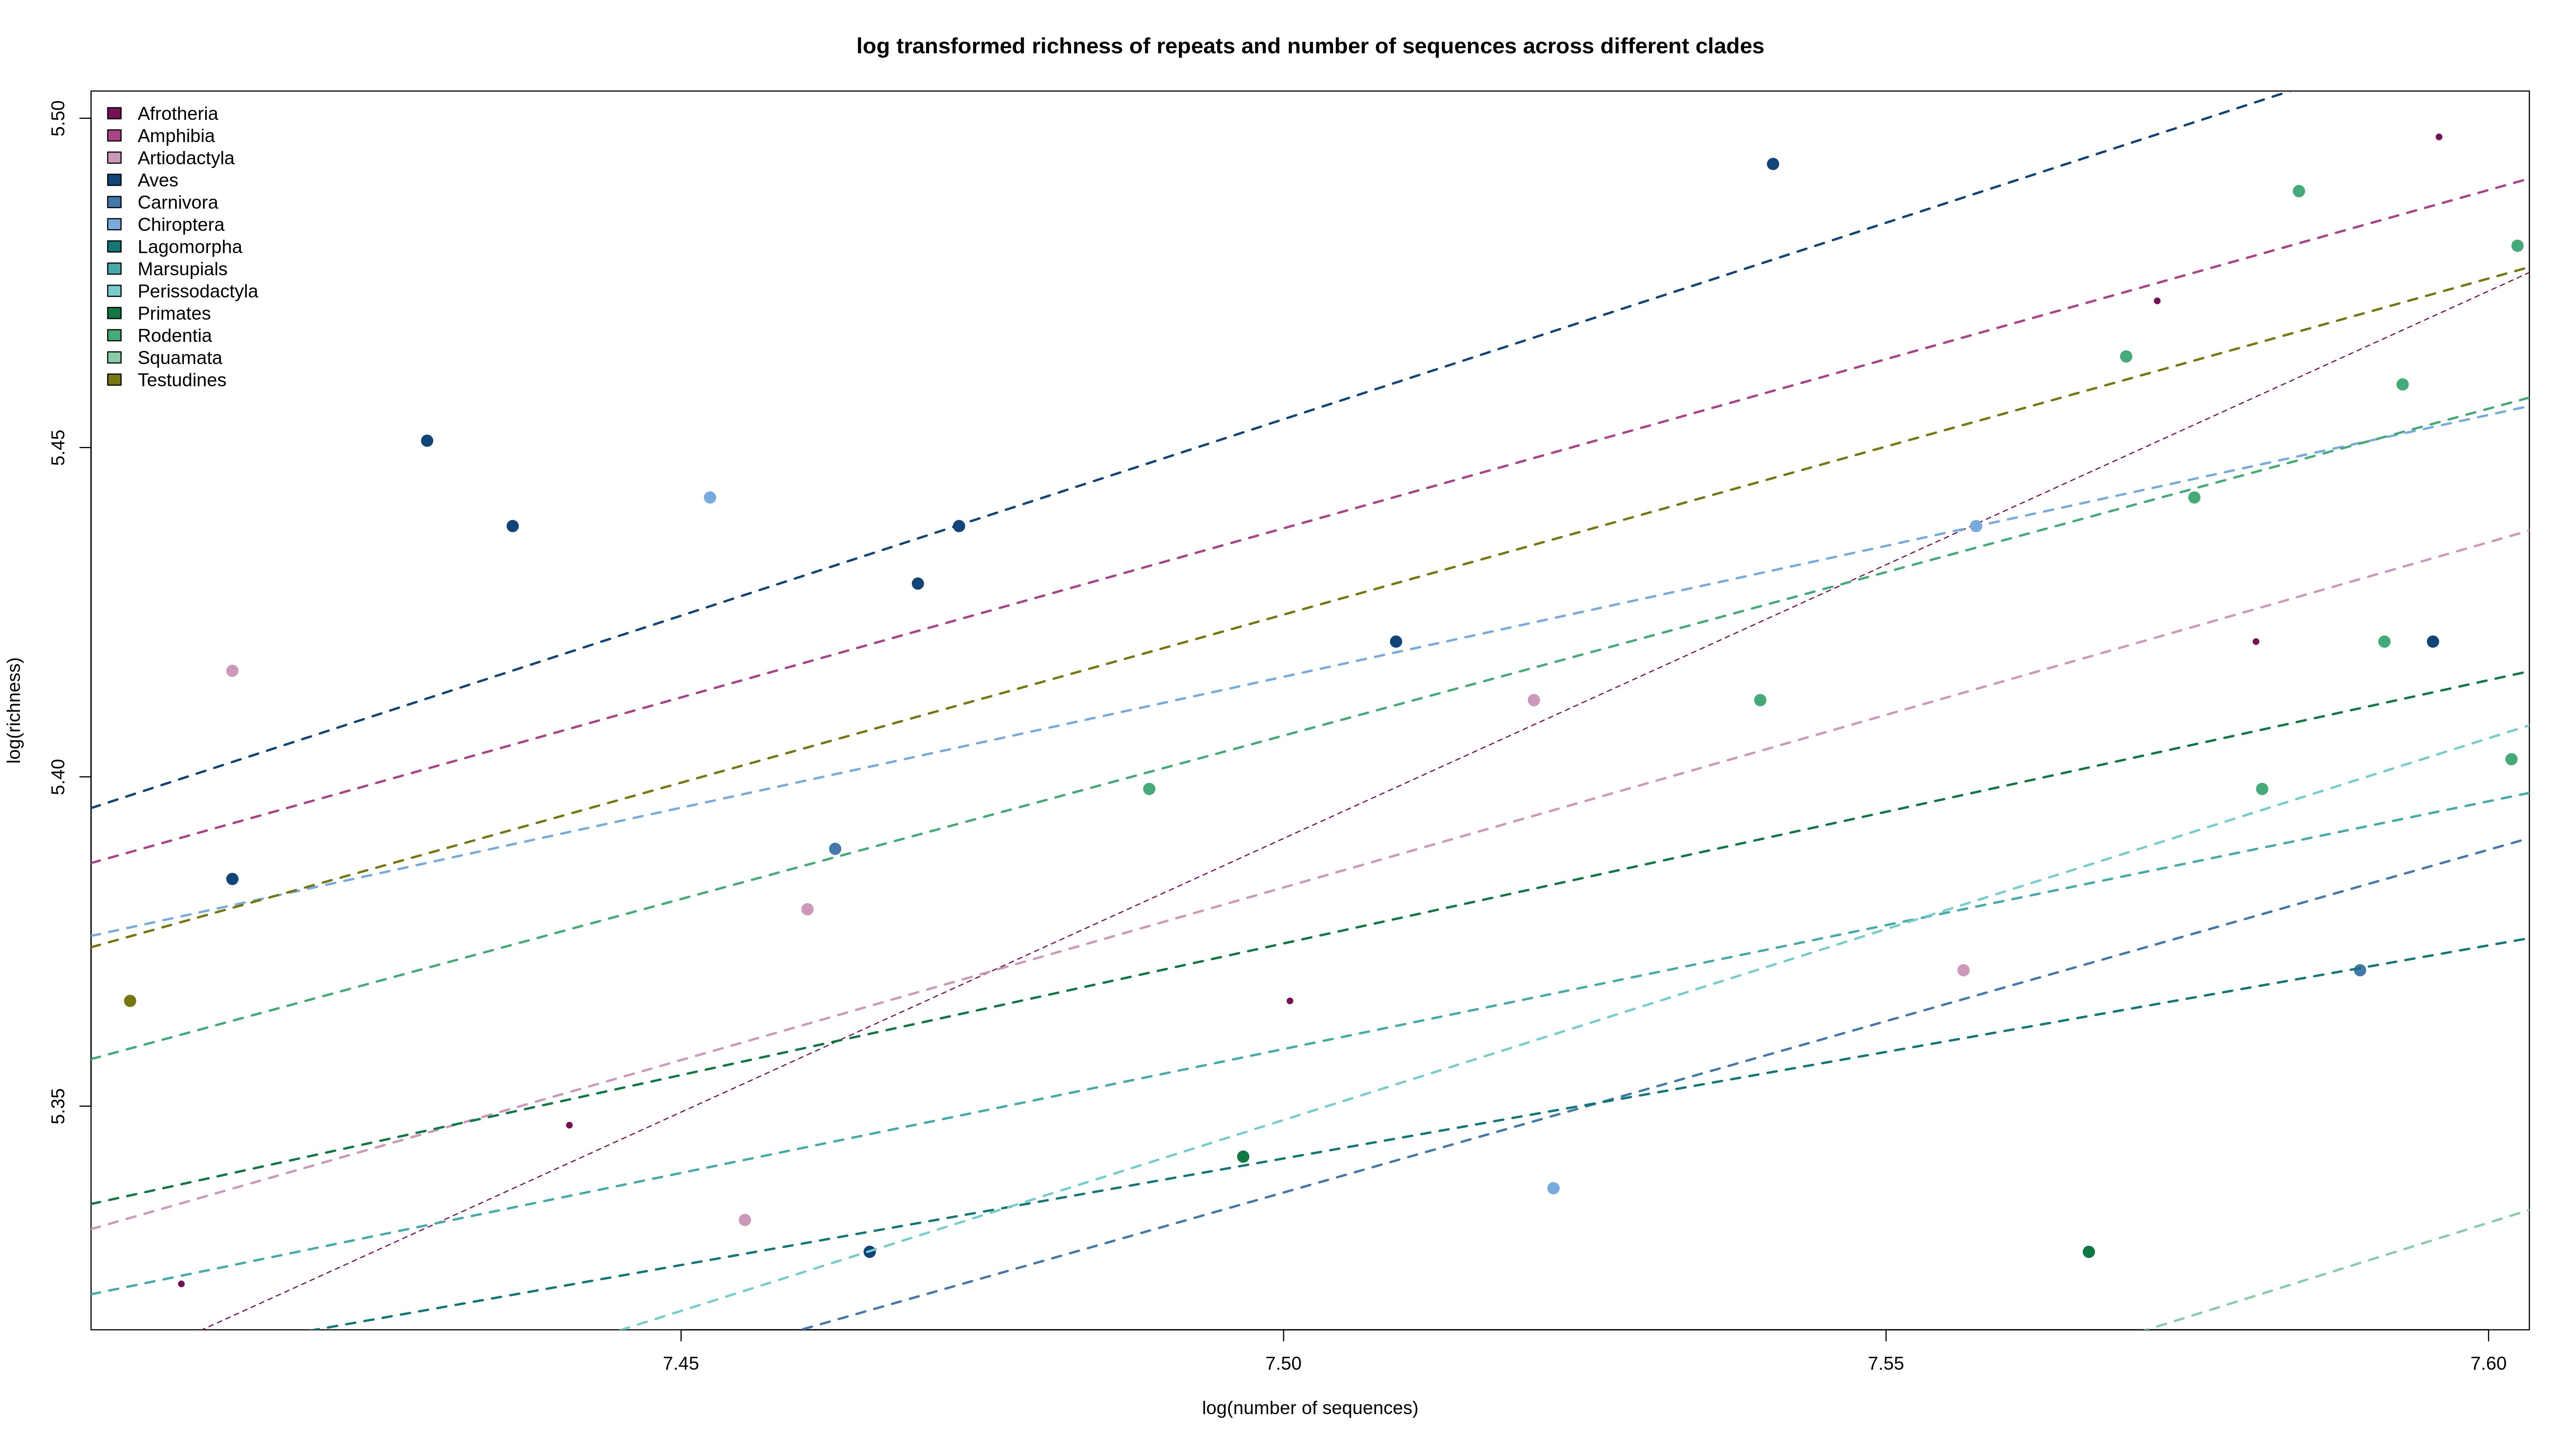 log transformed richness of repeats and number of sequences across different clades
5.50
5.45
5.40
5.35
log(richness)
Afrotheria
Amphibia
Artiodactyla
Aves
Carnivora
Chiroptera
Lagomorpha
Marsupials
Perissodactyla
Primates
Rodentia
Squamata
Testudines
7.45 7.50 7.55 7.60
log(number of sequences)